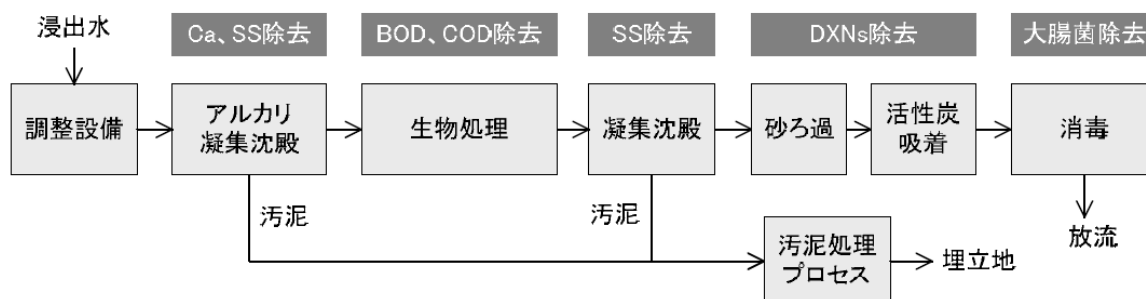 浸出水
Ca、SS除去
BOD、COD除去
SS除去
DXNs除去
大腸菌除去
調整設備
アルカリ
凝集沈殿
生物処理
凝集沈殿
砂ろ過
活性炭
吸着
消毒
汚泥
汚泥
放流
汚泥処理
プロセス
埋立地